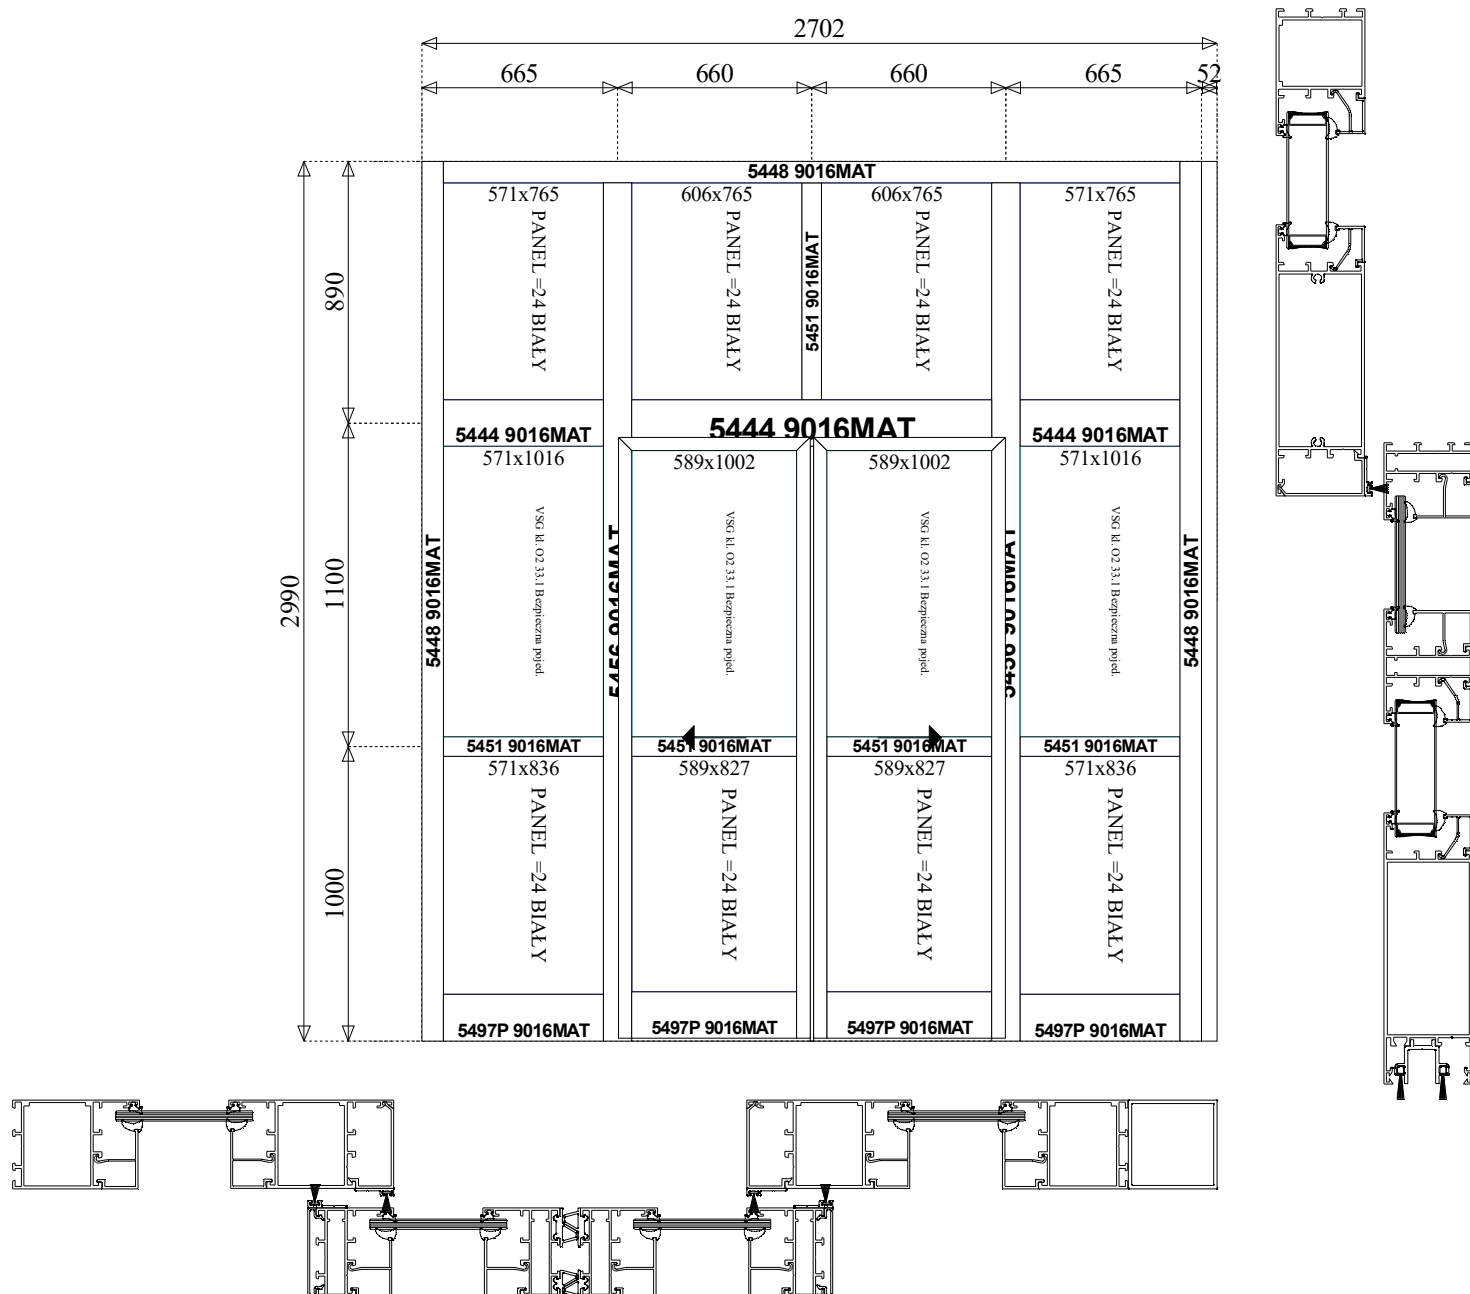 2702
665 660 660 665 52
5448 9016MAT
571x765 606x765 606x765 571x765
PANEL =24 BIAŁY PANEL =24 BIAŁY PANEL =24 BIAŁY PANEL =24 BIAŁY
5451 9016MAT
890
5444 9016MAT 5444 9016MAT 5444 9016MAT
571x1016 589x1002 589x1002 571x1016
VSG kl. O2 33.1 Bezpieczna pojed. VSG kl. O2 33.1 Bezpieczna pojed. VSG kl. O2 33.1 Bezpieczna pojed. VSG kl. O2 33.1 Bezpieczna pojed.
2990
1100
5448 9016MAT 5456 9016MAT 5456 9016MAT 5448 9016MAT
5451 9016MAT 5451 9016MAT 5451 9016MAT 5451 9016MAT
571x836 589x827 589x827 571x836
PANEL =24 BIAŁY PANEL =24 BIAŁY PANEL =24 BIAŁY PANEL =24 BIAŁY
1000
5497P 9016MAT 5497P 9016MAT 5497P 9016MAT 5497P 9016MAT